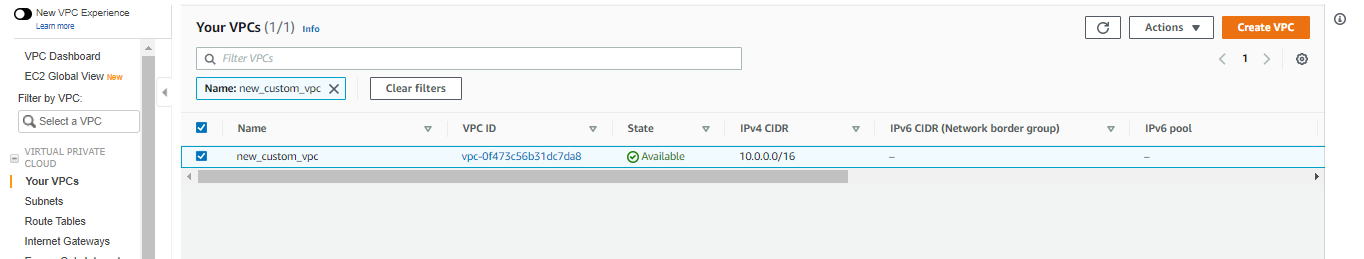 New VPC Experience
Learn more
VPC Dashboard
EC2 Global View New
Filter by VPC:
Select a VPC
VIRTUAL PRIVATE
CLOUD
Your VPCs
Subnets
Route Tables
Internet Gateways
Your VPCs (1/1) Info
Actions
Create VPC
Filter VPCs
1
Name: new_custom_vpc
Clear filters
Name VPC ID State IPv4 CIDR IPv6 CIDR (Network border group) IPv6 pool
new_custom_vpc vpc-0f473c56b31dc7da8 Available 10.0.0.0/16 – –